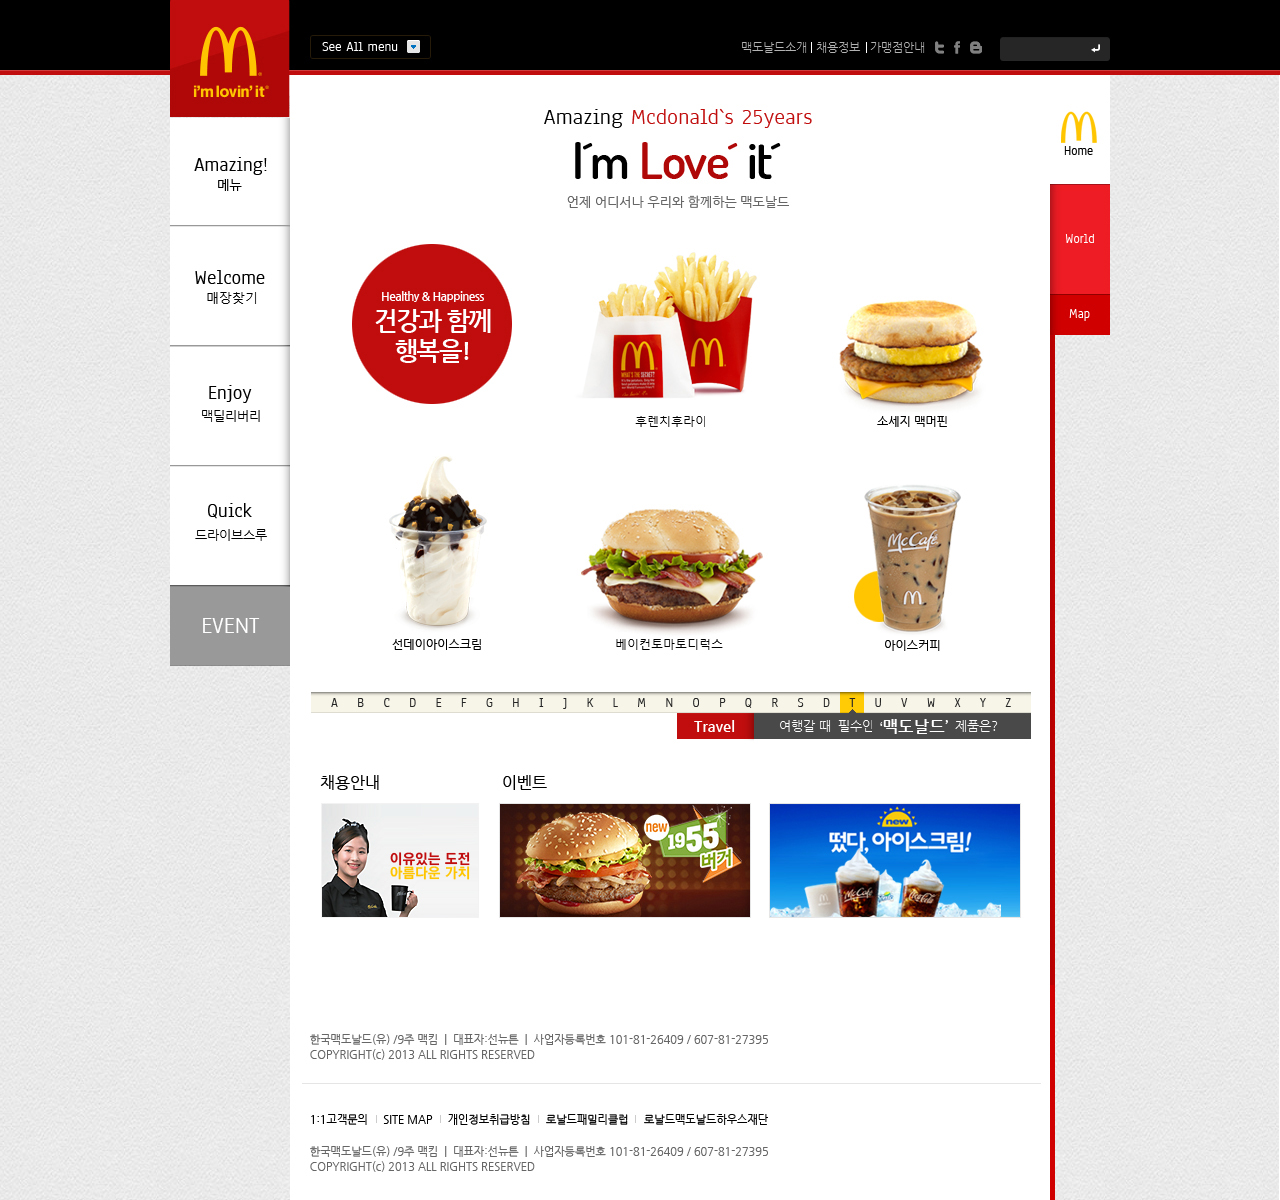 See All menu
맥도날드소개 | 채용정보 | 가맹점안내
i'm lovin' it
Amazing!
메뉴
Welcome
매장찾기
Enjoy
맥딜리버리
Quick
드라이브스루
EVENT
Amazing Mcdonald`s 25years
I´m Love´ it´
언제 어디서나 우리와 함께하는 맥도날드
Home
World
Map
Healthy & Happiness
건강과 함께
행복을!
후렌치후라이
소세지 맥머핀
McCafe
선데이아이스크림
베이컨토마토디럭스
아이스커피
A B C D E F G H I J K L M N O P Q R S D T U V W X Y Z
Travel 여행갈 때 필수인 ‘맥도날드’ 제품은?
채용안내
이유있는 도전
아름다운 가치
이벤트
new 1955
버거
new
떴다, 아이스크림!
McCafe
Coca-Cola
한국맥도날드(유) /9주 맥킴 | 대표자:선뉴튼 | 사업자등록번호 101-81-26409 / 607-81-27395
COPYRIGHT(c) 2013 ALL RIGHTS RESERVED
1:1고객문의 | SITE MAP | 개인정보취급방침 | 로날드패밀리클럽 | 로날드맥도날드하우스재단
한국맥도날드(유) /9주 맥킴 | 대표자:선뉴튼 | 사업자등록번호 101-81-26409 / 607-81-27395
COPYRIGHT(c) 2013 ALL RIGHTS RESERVED